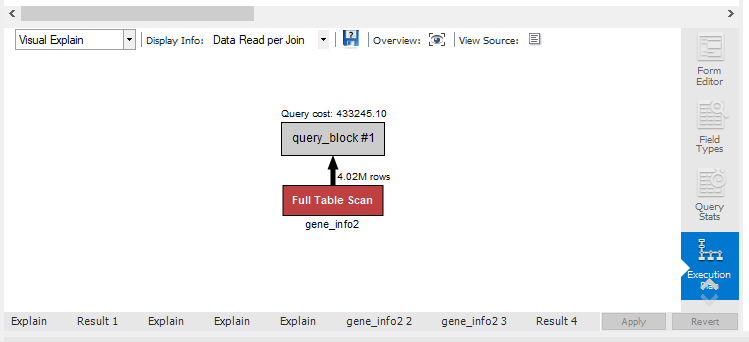 Visual Explain Display Info: Data Read per Join Overview: View Source:
Form
Editor
Field
Types
Query
Stats
Execution
Query cost: 433245.10
query_block #1
4.02M rows
Full Table Scan
gene_info2
Explain Result 1 Explain Explain Explain gene_info2 2 gene_info2 3 Result 4 Apply Revert